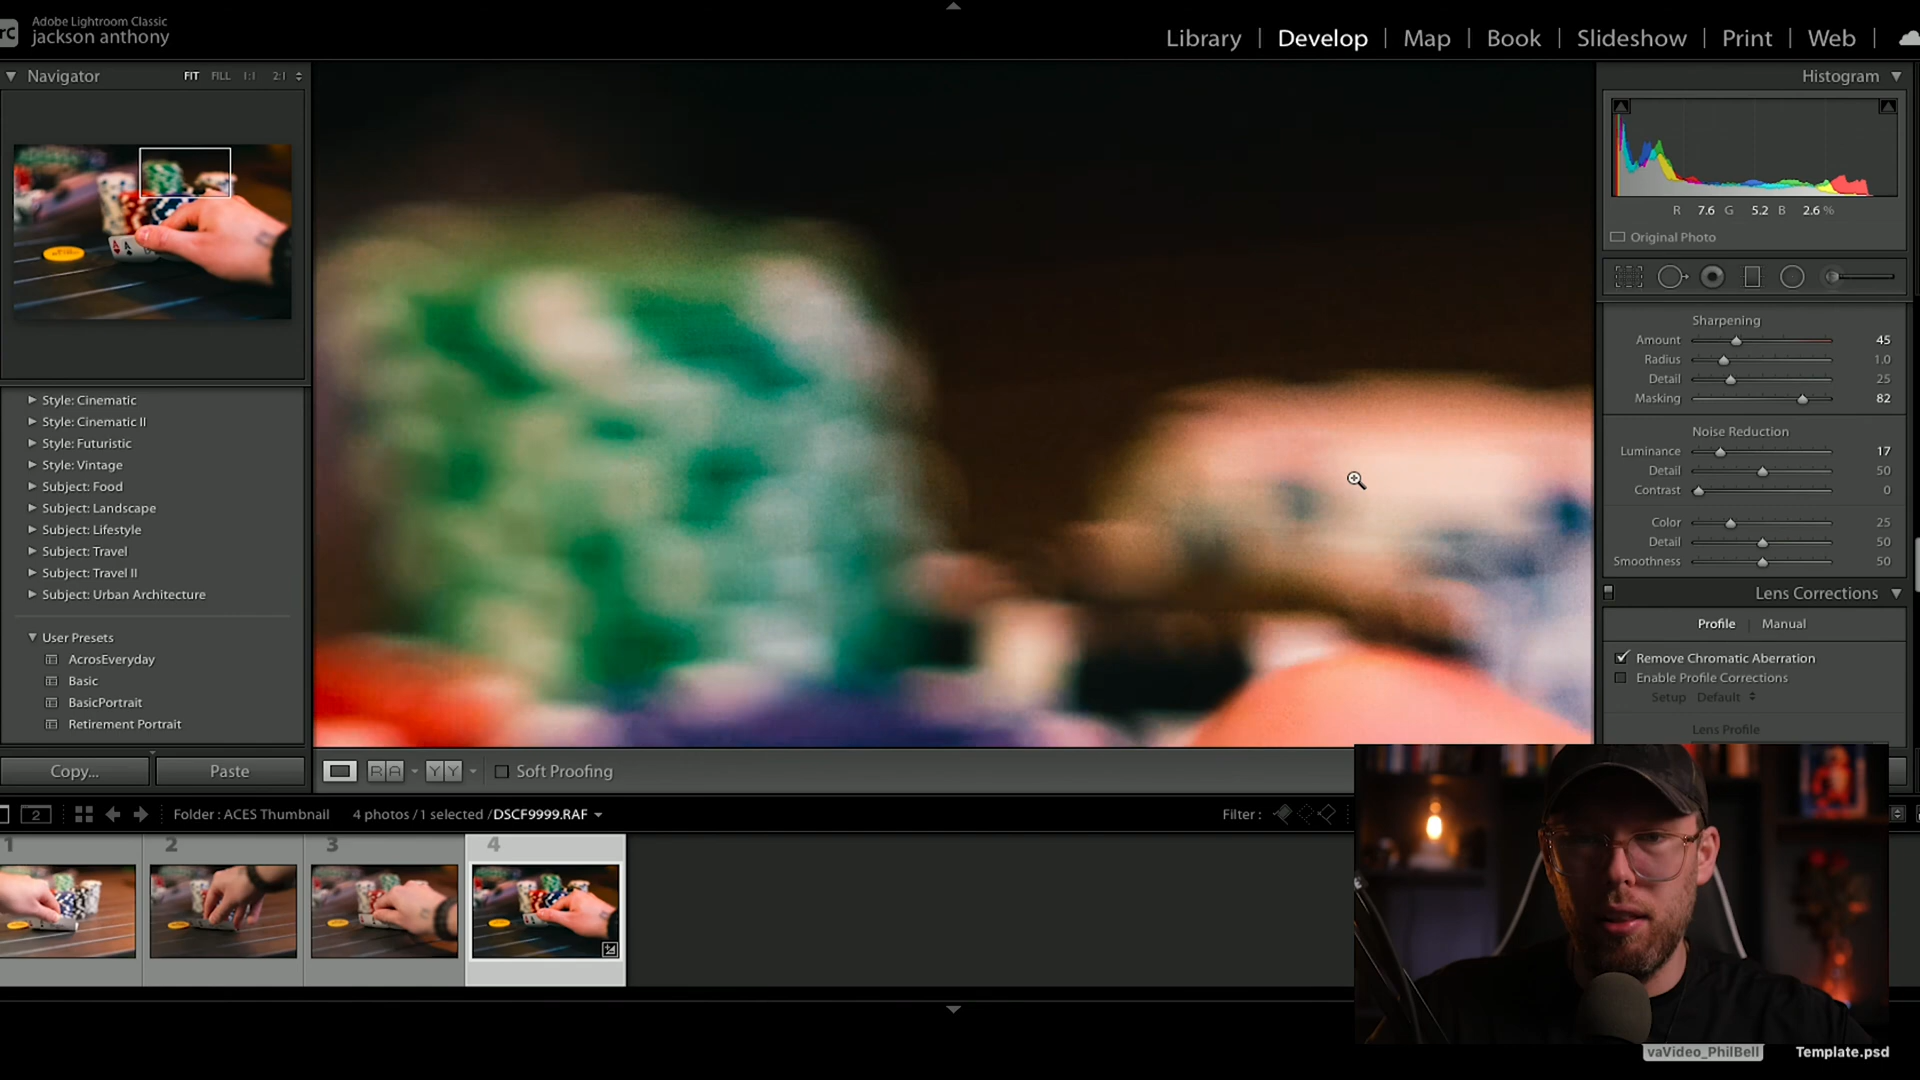 rC
Adobe Lightroom Classic
jackson anthony
Library | Develop | Map | Book | Slideshow | Print | Web |
Navigator FIT FILL 1:1 2:1
Histogram
R 7.6 G 5.2 B 2.6 %
Original Photo
Sharpening
Amount 45
Radius 1.0
Detail 25
Masking 82
Noise Reduction
Luminance 17
Detail 50
Contrast 0
Color 25
Detail 50
Smoothness 50
Lens Corrections
Profile | Manual
Remove Chromatic Aberration
Enable Profile Corrections
Setup Default
Lens Profile
Style: Cinematic
Style: Cinematic II
Style: Futuristic
Style: Vintage
Subject: Food
Subject: Landscape
Subject: Lifestyle
Subject: Travel
Subject: Travel II
Subject: Urban Architecture
User Presets
AcrosEveryday
Basic
BasicPortrait
Retirement Portrait
Copy... Paste
RA YY Soft Proofing
2 Folder : ACES Thumbnail 4 photos / 1 selected / DSCF9999.RAF Filter :
1 2 3 4
vaVideo_PhilBell Template.psd